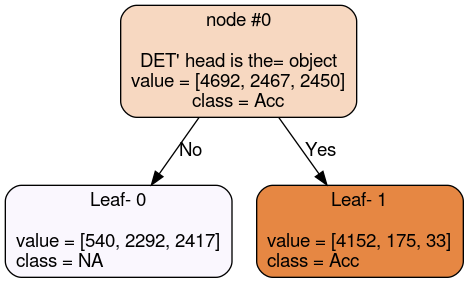 node #0
DET' head is the= object
value = [4692, 2467, 2450]
class = Acc
No
Yes
Leaf- 0
value = [540, 2292, 2417]
class = NA
Leaf- 1
value = [4152, 175, 33]
class = Acc